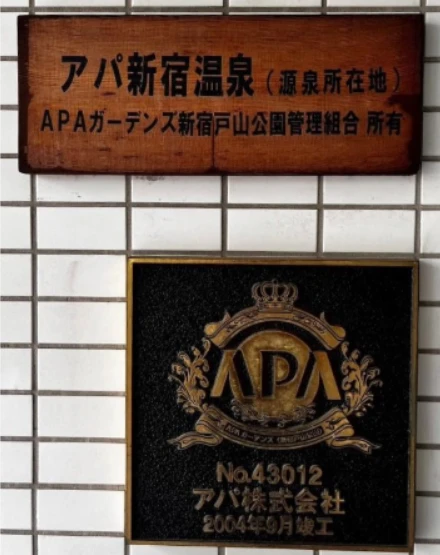 アパ新宿温泉（源泉所在地）
APAガーデンズ新宿戸山公園管理組合 所有
APA
No.43012
アパ株式会社
2004年9月竣工